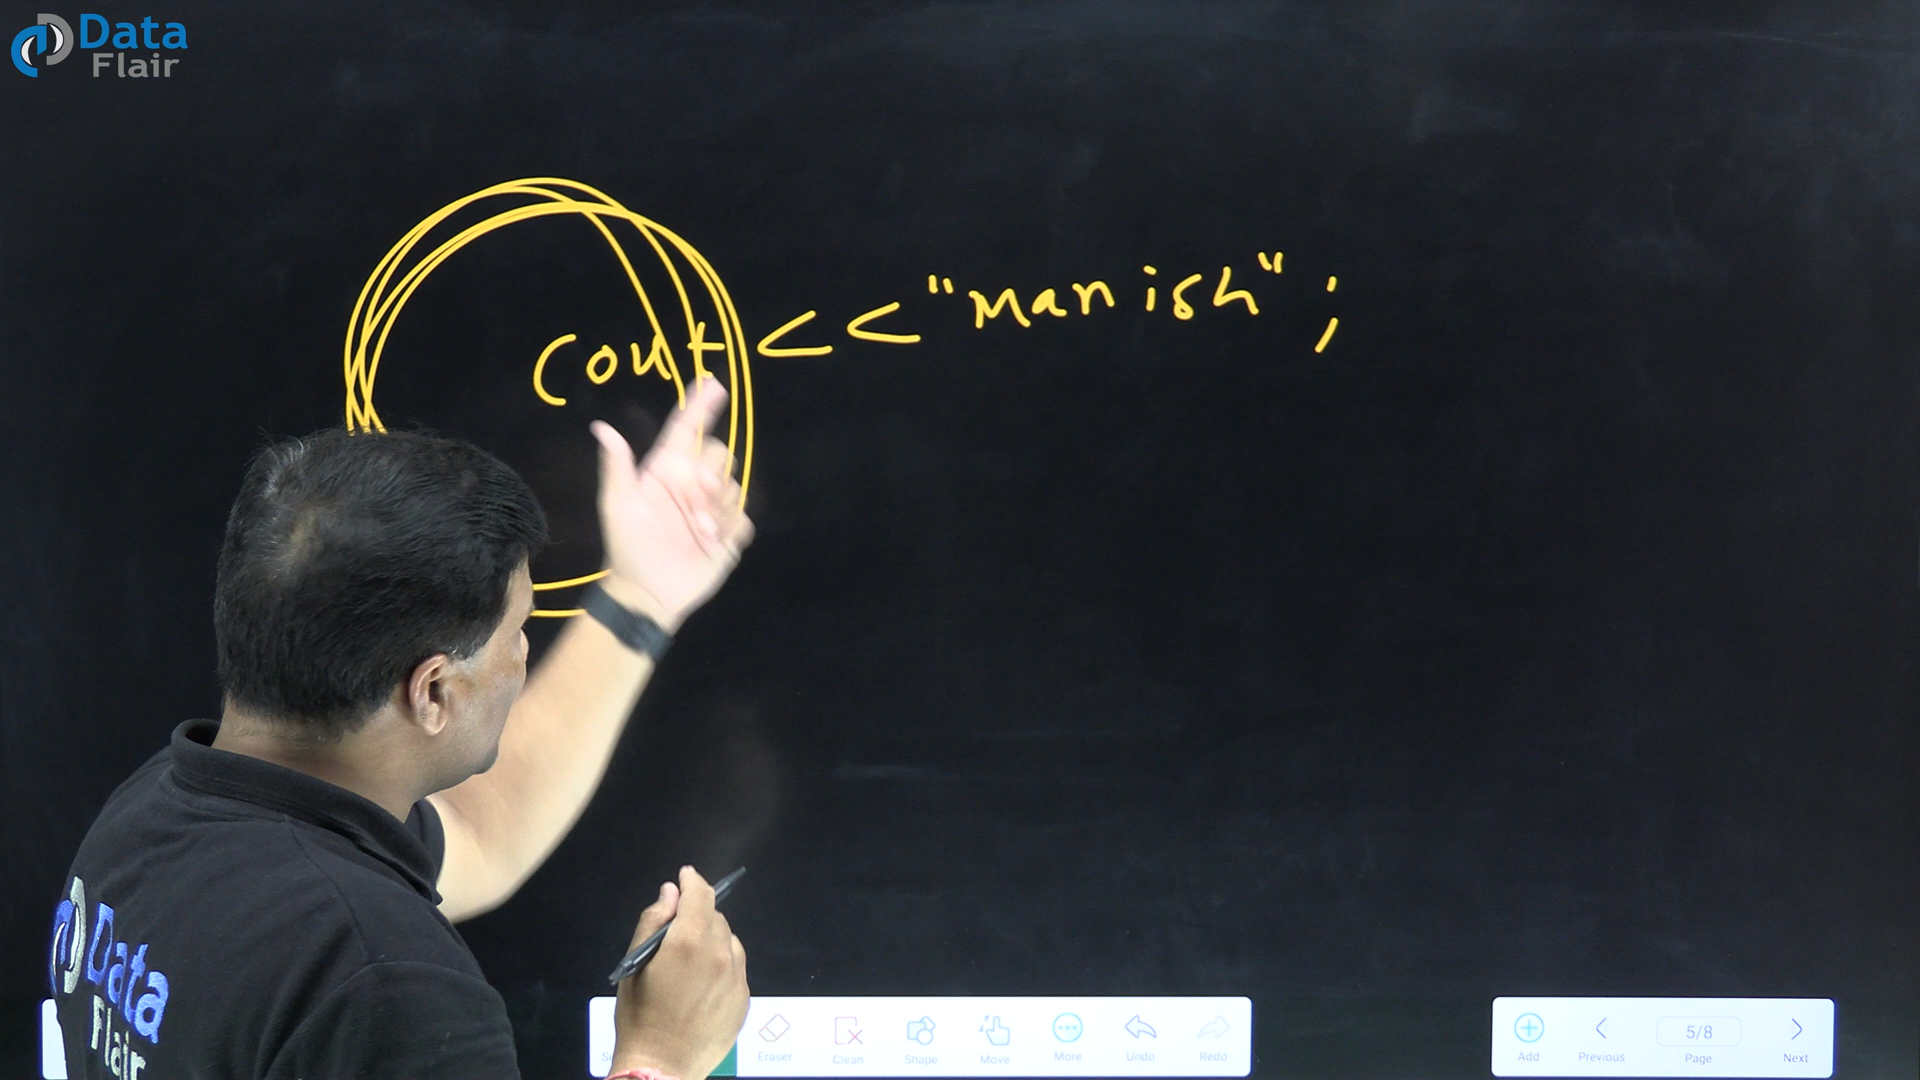 Data
Flair
cout << "manish" ;
Data
Flair
Eraser
Clean
Shape
Move
More
Undo
Redo
Add
Previous
5/8
Page
Next